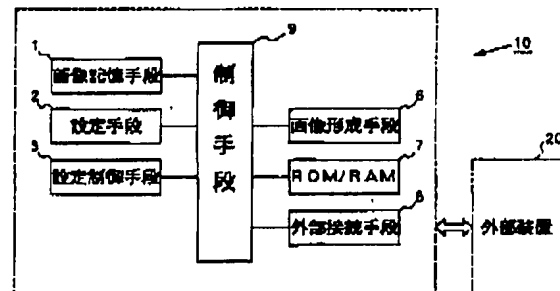 9
10
1
画像記憶手段
2
設定手段
3
設定制御手段
制御手段
6
画像形成手段
7
ROM/RAM
8
外部接続手段
20
外部装置